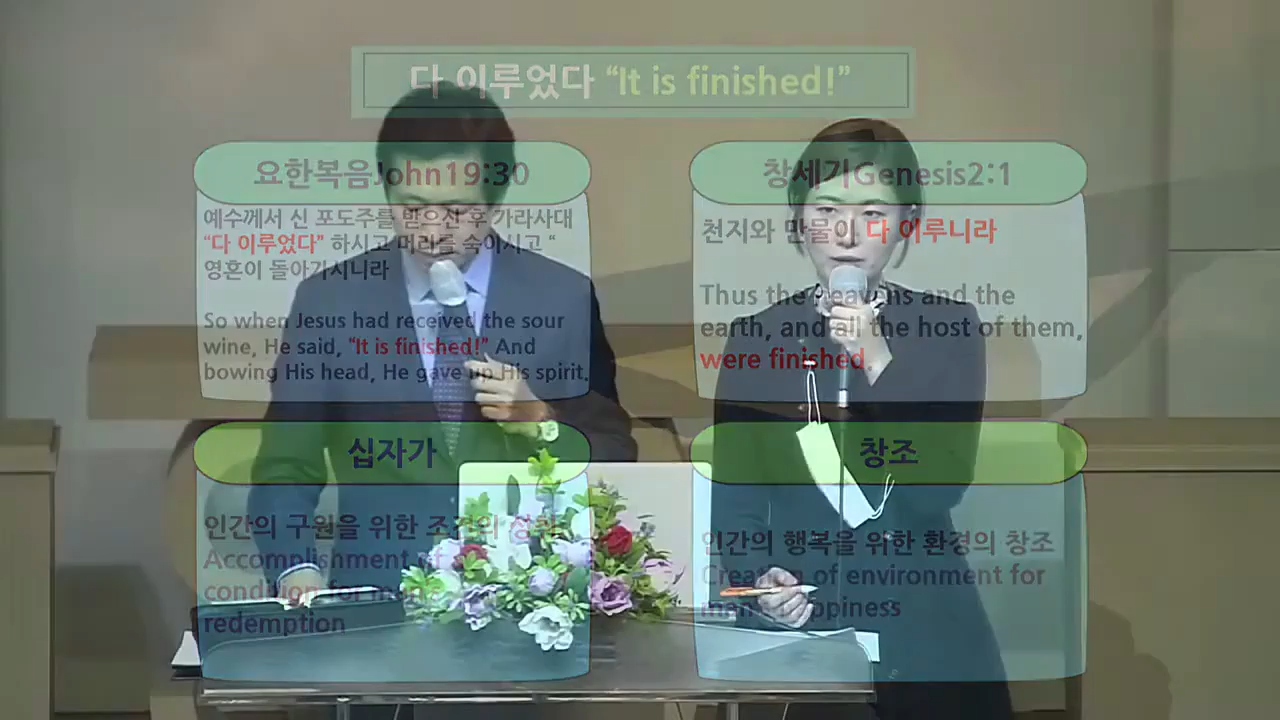 다 이루었다 “It is finished!”
요한복음John19:30
예수께서 신 포도주를 받으신 후 가라사대
“다 이루었다” 하시고 머리를 숙이시고 “
영혼이 돌아가시니라
So when Jesus had received the sour
wine, He said, “It is finished!” And
bowing His head, He gave up His spirit.
창세기Genesis2:1
천지와 만물이 다 이루니라
Thus the heavens and the
earth, and all the host of them,
were finished.
십자가
인간의 구원을 위한 조건의 성취
Accomplishment of
condition for man's
redemption
창조
인간의 행복을 위한 환경의 창조
Creation of environment for
man's happiness